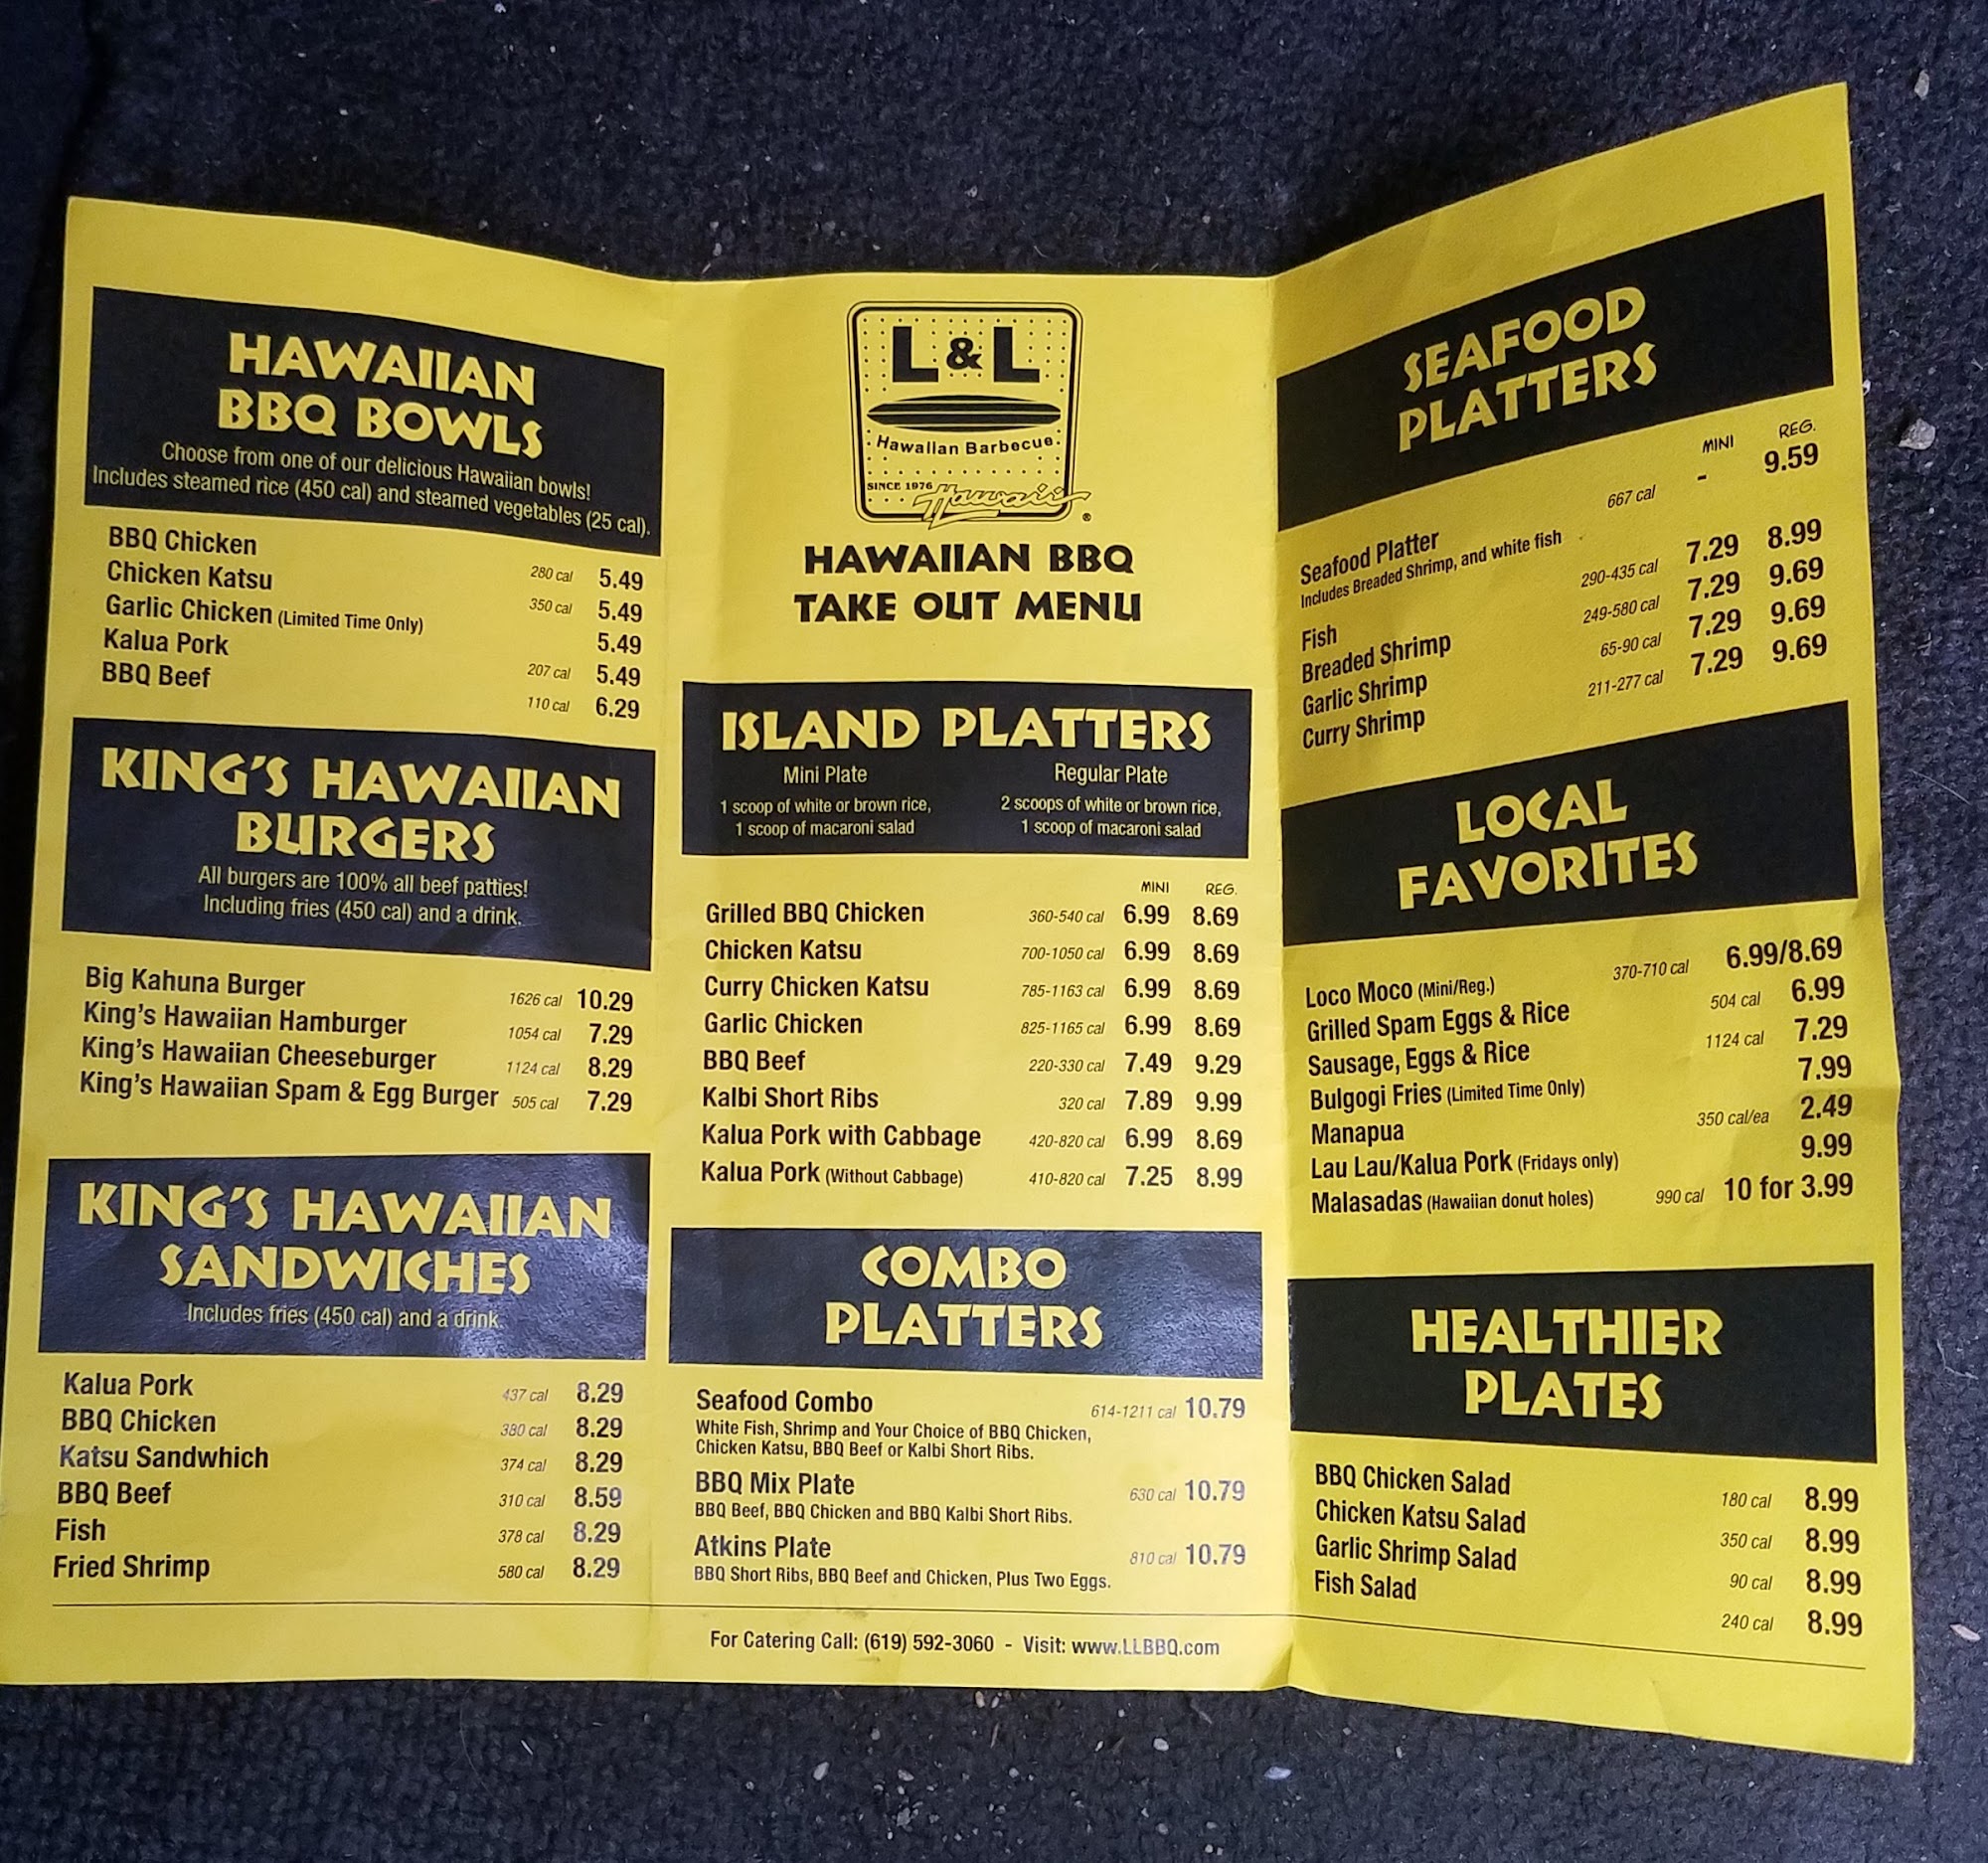 HAWAIIAN
BBQ BOWLS
Choose from one of our delicious Hawaiian bowls!
Includes steamed rice (450 cal) and steamed vegetables (25 cal).
BBQ Chicken 280 cal 5.49
Chicken Katsu 350 cal 5.49
Garlic Chicken (Limited Time Only) 5.49
Kalua Pork 207 cal 5.49
BBQ Beef 110 cal 6.29
KING'S HAWAIIAN
BURGERS
All burgers are 100% all beef patties!
Including fries (450 cal) and a drink.
Big Kahuna Burger 1626 cal 10.29
King's Hawaiian Hamburger 1054 cal 7.29
King's Hawaiian Cheeseburger 1124 cal 8.29
King's Hawaiian Spam & Egg Burger 505 cal 7.29
KING'S HAWAIIAN
SANDWICHES
Includes fries (450 cal) and a drink
Kalua Pork 437 cal 8.29
BBQ Chicken 380 cal 8.29
Katsu Sandwhich 374 cal 8.29
BBQ Beef 310 cal 8.59
Fish 378 cal 8.29
Fried Shrimp 580 cal 8.29
L&L
Hawaiian Barbecue
SINCE 1976 Hawaii ®
HAWAIIAN BBQ
TAKE OUT MENU
ISLAND PLATTERS
Mini Plate Regular Plate
1 scoop of white or brown rice, 2 scoops of white or brown rice,
1 scoop of macaroni salad 1 scoop of macaroni salad
MINI REG.
Grilled BBQ Chicken 360-540 cal 6.99 8.69
Chicken Katsu 700-1050 cal 6.99 8.69
Curry Chicken Katsu 785-1163 cal 6.99 8.69
Garlic Chicken 825-1165 cal 6.99 8.69
BBQ Beef 220-330 cal 7.49 9.29
Kalbi Short Ribs 320 cal 7.89 9.99
Kalua Pork with Cabbage 420-820 cal 6.99 8.69
Kalua Pork (Without Cabbage) 410-820 cal 7.25 8.99
COMBO
PLATTERS
Seafood Combo 614-1211 cal 10.79
White Fish, Shrimp and Your Choice of BBQ Chicken,
Chicken Katsu, BBQ Beef or Kalbi Short Ribs.
BBQ Mix Plate 630 cal 10.79
BBQ Beef, BBQ Chicken and BBQ Kalbi Short Ribs.
Atkins Plate 810 cal 10.79
BBQ Short Ribs, BBQ Beef and Chicken, Plus Two Eggs.
For Catering Call: (619) 592-3060 - Visit: www.LLBBQ.com
SEAFOOD
PLATTERS
MINI REG.
Seafood Platter 667 cal - 9.59
Includes Breaded Shrimp, and white fish
Fish 290-435 cal 7.29 8.99
Breaded Shrimp 249-580 cal 7.29 9.69
Garlic Shrimp 65-90 cal 7.29 9.69
Curry Shrimp 211-277 cal 7.29 9.69
LOCAL
FAVORITES
Loco Moco (Mini/Reg.) 370-710 cal 6.99/8.69
Grilled Spam Eggs & Rice 504 cal 6.99
Sausage, Eggs & Rice 1124 cal 7.29
Bulgogi Fries (Limited Time Only) 7.99
Manapua 350 cal/ea 2.49
Lau Lau/Kalua Pork (Fridays only) 9.99
Malasadas (Hawaiian donut holes) 990 cal 10 for 3.99
HEALTHIER
PLATES
BBQ Chicken Salad 180 cal 8.99
Chicken Katsu Salad 350 cal 8.99
Garlic Shrimp Salad 90 cal 8.99
Fish Salad 240 cal 8.99